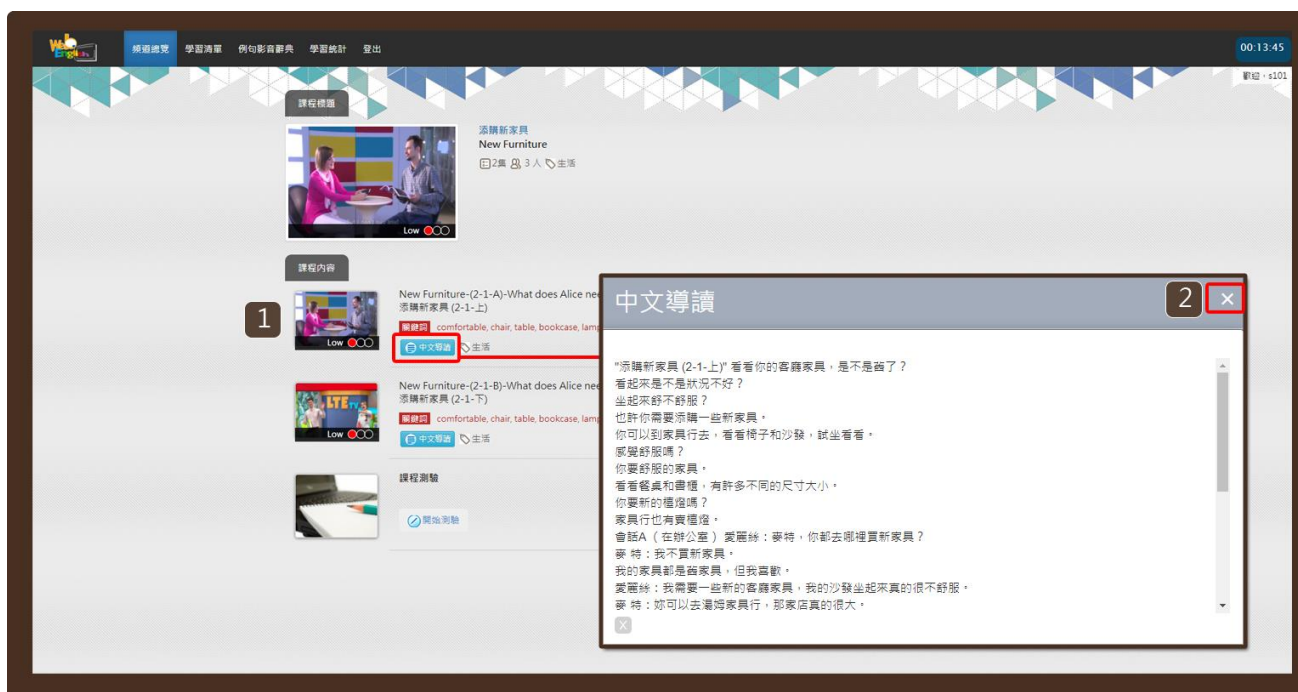 Web English
頻道總覽 學習清單 例句影音辭典 學習統計 登出
00:13:45
歡迎，s101
課程標題
添購新家具
New Furniture
2集 3人 生活
Low
課程內容
1
New Furniture-(2-1-A)-What does Alice nee
添購新家具 (2-1-上)
關鍵詞 comfortable, chair, table, bookcase, lamp
Low
中文導讀 生活
New Furniture-(2-1-B)-What does Alice nee
添購新家具 (2-1-下)
LTE TV
關鍵詞 comfortable, chair, table, bookcase, lamp
Low
中文導讀 生活
課程測驗
開始測驗
中文導讀
2
"添購新家具 (2-1-上)" 看看你的客廳家具，是不是舊了？
看起來是不是狀況不好？
坐起來舒不舒服？
也許你需要添購一些新家具。
你可以到家具行去，看看椅子和沙發，試坐看看。
感覺舒服嗎？
你要舒服的家具。
看看餐桌和書櫃，有許多不同的尺寸大小。
你要新的檯燈嗎？
家具行也有賣檯燈。
會話A （在辦公室） 愛麗絲：麥特，你都去哪裡買新家具？
麥 特：我不買新家具。
我的家具都是舊家具，但我喜歡。
愛麗絲：我需要一些新的客廳家具，我的沙發坐起來真的很不舒服。
麥 特：妳可以去湯姆家具行，那家店真的很大。
X